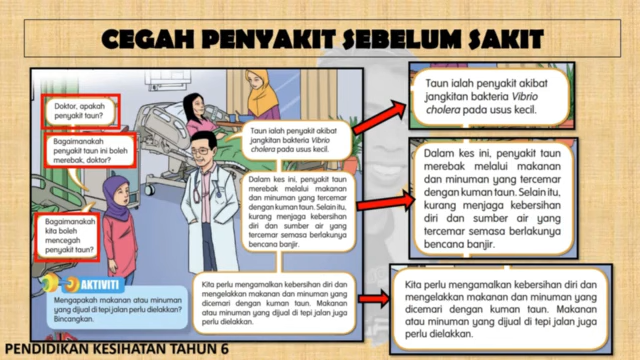 CEGAH PENYAKIT SEBELUM SAKIT
Doktor, apakah
penyakit taun?
Bagaimanakah
penyakit taun ini boleh
merebak, doktor?
Bagaimanakah
kita boleh
mencegah
penyakit taun?
Taun ialah penyakit akibat
jangkitan bakteria Vibrio
cholera pada usus kecil.
Dalam kes ini, penyakit taun
merebak melalui makanan
dan minuman yang tercemar
dengan kuman taun. Selain itu,
kurang menjaga kebersihan
diri dan sumber air yang
tercemar semasa berlakunya
bencana banjir.
Kita perlu mengamalkan kebersihan diri dan
mengelakkan makanan dan minuman yang
dicemari dengan kuman taun. Makanan
atau minuman yang dijual di tepi jalan juga
perlu dielakkan.
AKTIVITI
Mengapakah makanan atau minuman
yang dijual di tepi jalan perlu dielakkan?
Bincangkan.
Taun ialah penyakit akibat
jangkitan bakteria Vibrio
cholera pada usus kecil.
Dalam kes ini, penyakit taun
merebak melalui makanan
dan minuman yang tercemar
dengan kuman taun. Selain itu,
kurang menjaga kebersihan
diri dan sumber air yang
tercemar semasa berlakunya
bencana banjir.
Kita perlu mengamalkan kebersihan diri dan
mengelakkan makanan dan minuman yang
dicemari dengan kuman taun. Makanan
atau minuman yang dijual di tepi jalan juga
perlu dielakkan.
PENDIDIKAN KESIHATAN TAHUN 6